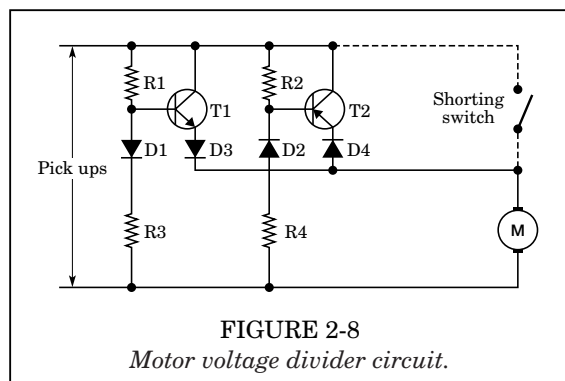 R1
R2
T1
T2
Shorting
switch
D1
D3
D2
D4
Pick ups
R3
R4
M
FIGURE 2-8
Motor voltage divider circuit.